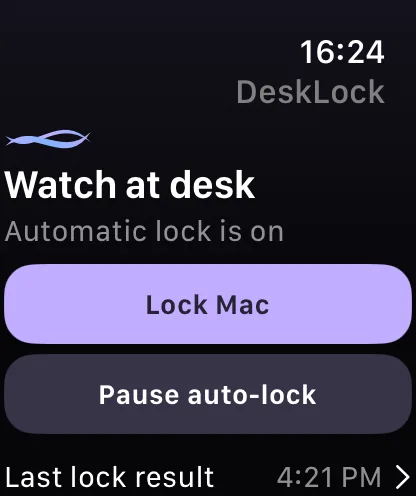 16:24
DeskLock
Watch at desk
Automatic lock is on
Lock Mac
Pause auto-lock
Last lock result 4:21 PM